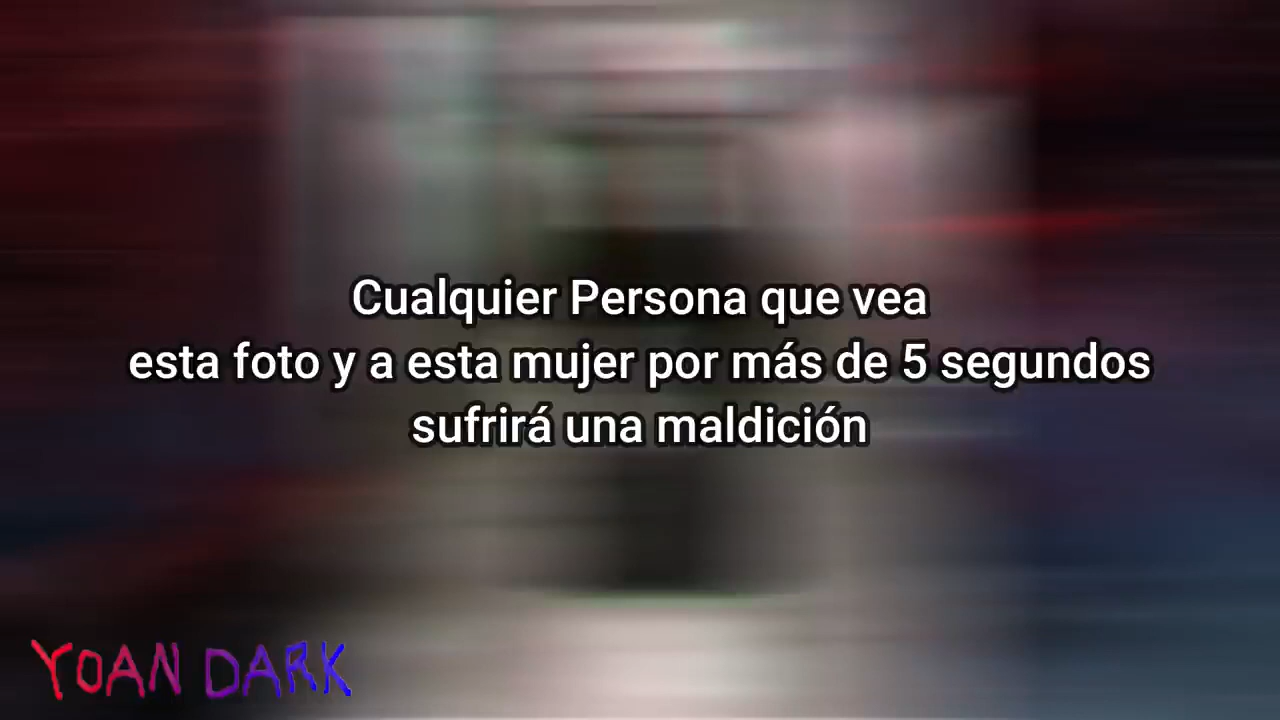 Cualquier Persona que vea
esta foto y a esta mujer por más de 5 segundos
sufrirá una maldición
YOAN DARK